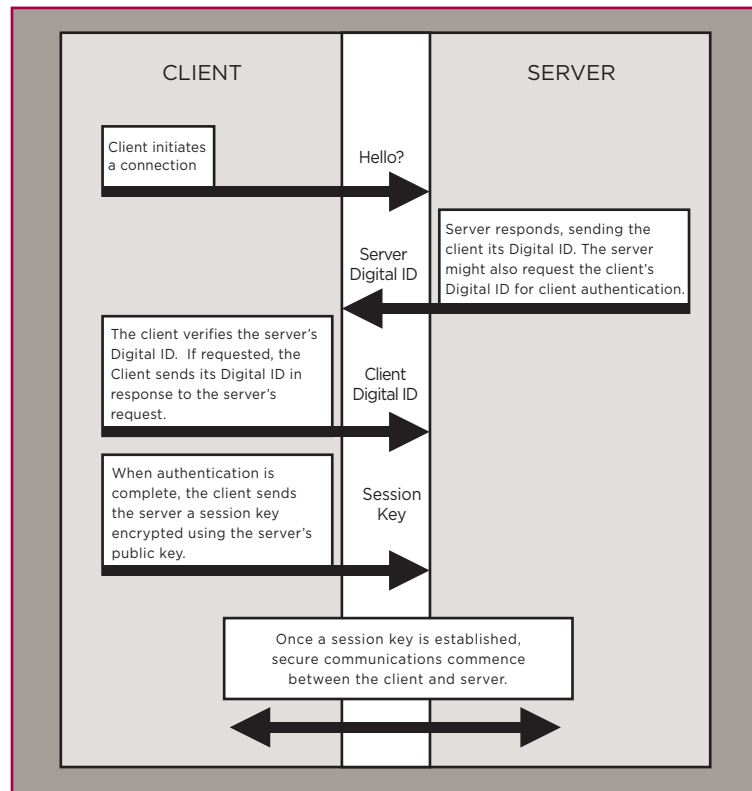 CLIENT
SERVER
Client initiates
a connection
Hello?
Server responds, sending the
client its Digital ID. The server
might also request the client’s
Digital ID for client authentication.
Server
Digital ID
The client verifies the server’s
Digital ID.  If requested, the
Client sends its Digital ID in
response to the server’s
request.
Client
Digital ID
When authentication is
complete, the client sends
the server a session key
encrypted using the server’s
public key.
Session
Key
Once a session key is established,
secure communications commence
between the client and server.